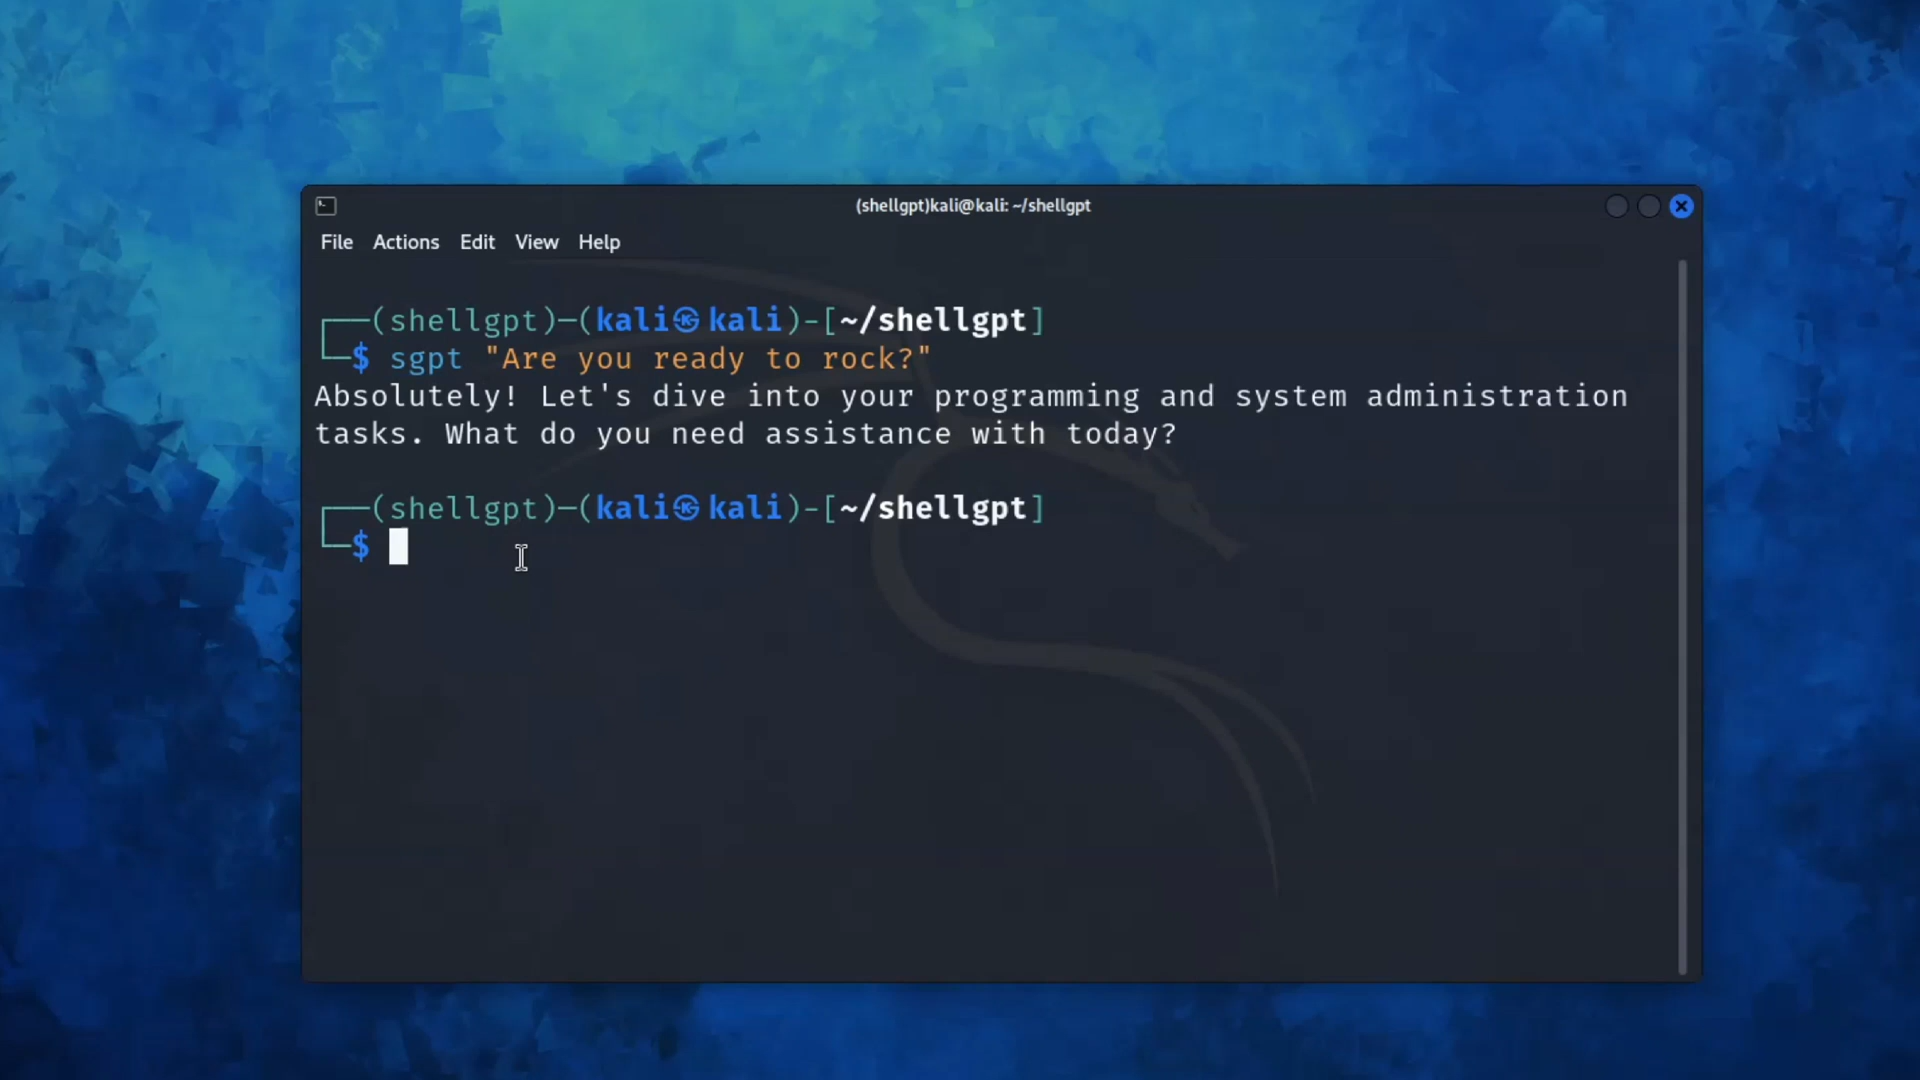 (shellgpt)kali@kali: ~/shellgpt
File Actions Edit View Help
┌──(shellgpt)─(kali㉿kali)-[~/shellgpt]
└─$ sgpt "Are you ready to rock?"
Absolutely! Let's dive into your programming and system administration
tasks. What do you need assistance with today?
┌──(shellgpt)─(kali㉿kali)-[~/shellgpt]
└─$